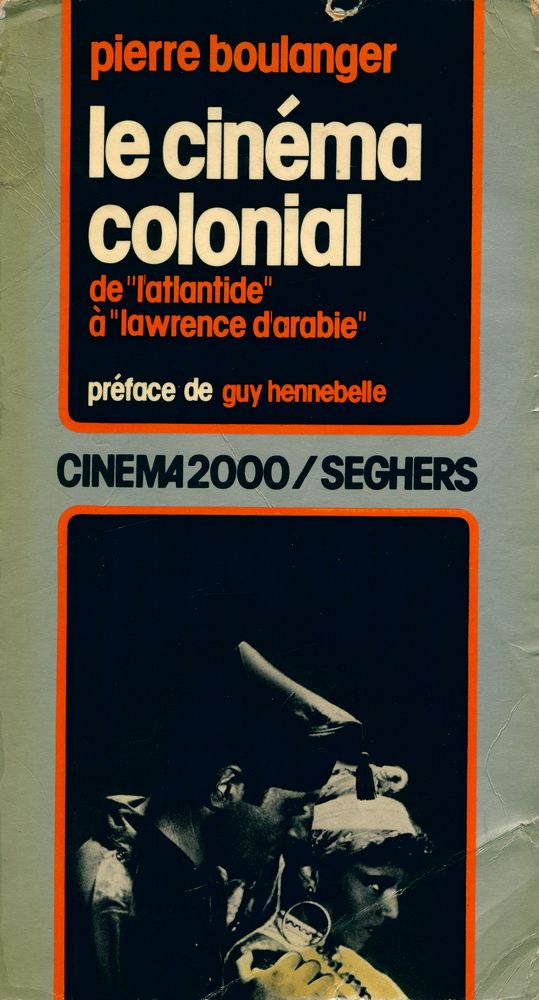 pierre boulanger
le cinéma
colonial
de "l'atlantide"
à "lawrence d'arabie"
préface de guy hennebelle
CINEMA 2000 / SEGHERS